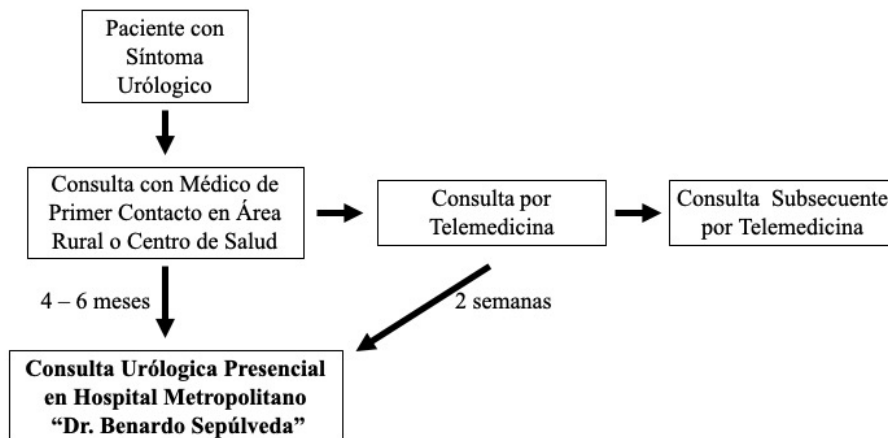 Paciente con
Síntoma
Urólogico
Consulta con Médico de
Primer Contacto en Área
Rural o Centro de Salud
Consulta por
Telemedicina
Consulta Subsecuente
por Telemedicina
4 – 6 meses
2 semanas
Consulta Urólogica Presencial
en Hospital Metropolitano
“Dr. Benardo Sepúlveda”